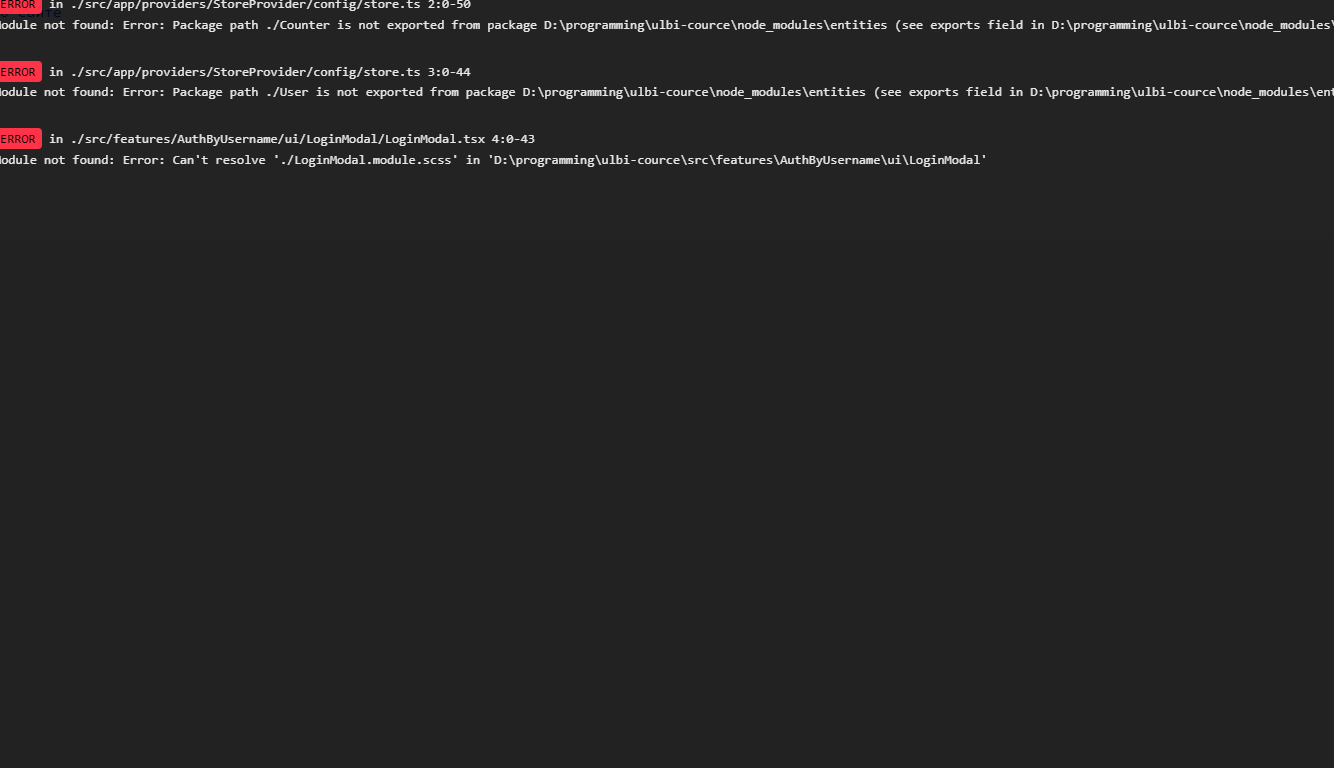 ERROR in ./src/app/providers/StoreProvider/config/store.ts 2:0-50
odule not found: Error: Package path ./Counter is not exported from package D:\programming\ulbi-cource\node_modules\entities (see exports field in D:\programming\ulbi-cource\node_modules\
ERROR in ./src/app/providers/StoreProvider/config/store.ts 3:0-44
odule not found: Error: Package path ./User is not exported from package D:\programming\ulbi-cource\node_modules\entities (see exports field in D:\programming\ulbi-cource\node_modules\ent
ERROR in ./src/features/AuthByUsername/ui/LoginModal/LoginModal.tsx 4:0-43
odule not found: Error: Can't resolve './LoginModal.module.scss' in 'D:\programming\ulbi-cource\src\features\AuthByUsername\ui\LoginModal'